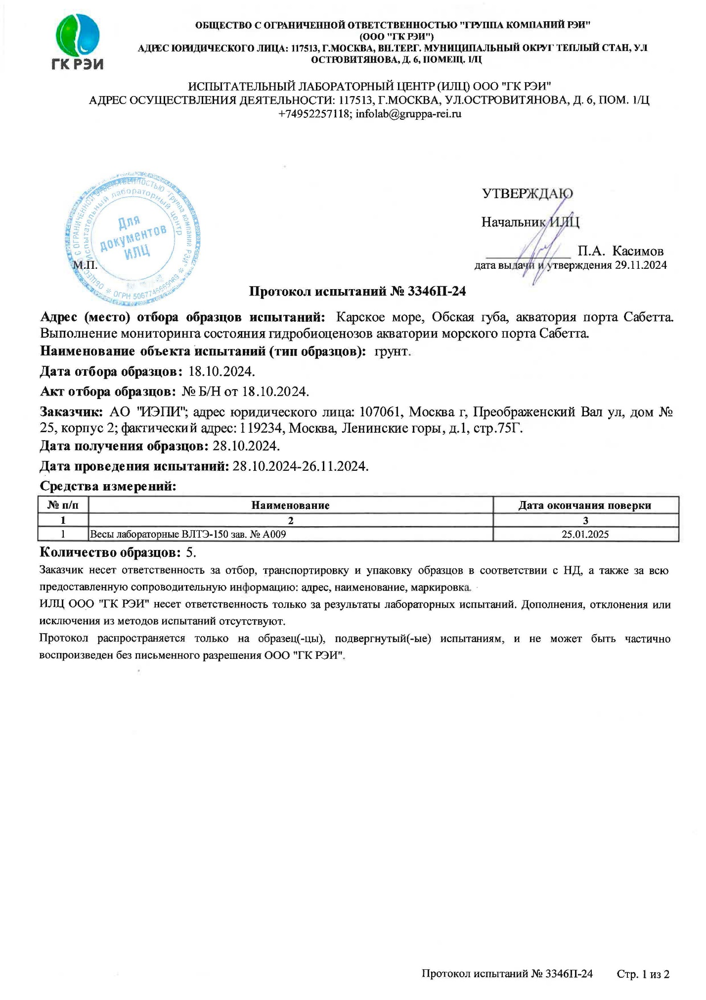 ГК РЭИ
ОБЩЕСТВО С ОГРАНИЧЕННОЙ ОТВЕТСТВЕННОСТЬЮ "ГРУППА КОМПАНИЙ РЭИ"
(ООО "ГК РЭИ")
АДРЕС ЮРИДИЧЕСКОГО ЛИЦА: 117513, Г.МОСКВА, ВН.ТЕР.Г. МУНИЦИПАЛЬНЫЙ ОКРУГ ТЕПЛЫЙ СТАН, УЛ
ОСТРОВИТЯНОВА, Д. 6, ПОМЕЩ. 1/Ц
ИСПЫТАТЕЛЬНЫЙ ЛАБОРАТОРНЫЙ ЦЕНТР (ИЛЦ) ООО "ГК РЭИ"
АДРЕС ОСУЩЕСТВЛЕНИЯ ДЕЯТЕЛЬНОСТИ: 117513, Г.МОСКВА, УЛ.ОСТРОВИТЯНОВА, Д. 6, ПОМ. 1/Ц
+74952257118; infolab@gruppa-rei.ru
УТВЕРЖДАЮ
Начальник ИЛЦ
П.А. Касимов
дата выдачи и утверждения 29.11.2024
ОБЩЕСТВО С ОГРАНИЧЕННОЙ ОТВЕТСТВЕННОСТЬЮ "Группа компаний РЭИ" * ОГРН 5067746665069 *
Испытательный лабораторный центр
Для
документов
ИЛЦ
М.П.
Протокол испытаний № 3346П-24
Адрес (место) отбора образцов испытаний: Карское море, Обская губа, акватория порта Сабетта.
Выполнение мониторинга состояния гидробиоценозов акватории морского порта Сабетта.
Наименование объекта испытаний (тип образцов): грунт.
Дата отбора образцов: 18.10.2024.
Акт отбора образцов: № Б/Н от 18.10.2024.
Заказчик: АО "ИЭПИ"; адрес юридического лица: 107061, Москва г, Преображенский Вал ул, дом №
25, корпус 2; фактический адрес: 119234, Москва, Ленинские горы, д.1, стр.75Г.
Дата получения образцов: 28.10.2024.
Дата проведения испытаний: 28.10.2024-26.11.2024.
Средства измерений:
№ п/п Наименование Дата окончания поверки
1 2 3
1 Весы лабораторные ВЛТЭ-150 зав. № А009 25.01.2025
Количество образцов: 5.
Заказчик несет ответственность за отбор, транспортировку и упаковку образцов в соответствии с НД, а также за всю
предоставленную сопроводительную информацию: адрес, наименование, маркировка.
ИЛЦ ООО "ГК РЭИ" несет ответственность только за результаты лабораторных испытаний. Дополнения, отклонения или
исключения из методов испытаний отсутствуют.
Протокол распространяется только на образец(-цы), подвергнутый(-ые) испытаниям, и не может быть частично
воспроизведен без письменного разрешения ООО "ГК РЭИ".
Протокол испытаний № 3346П-24 Стр. 1 из 2